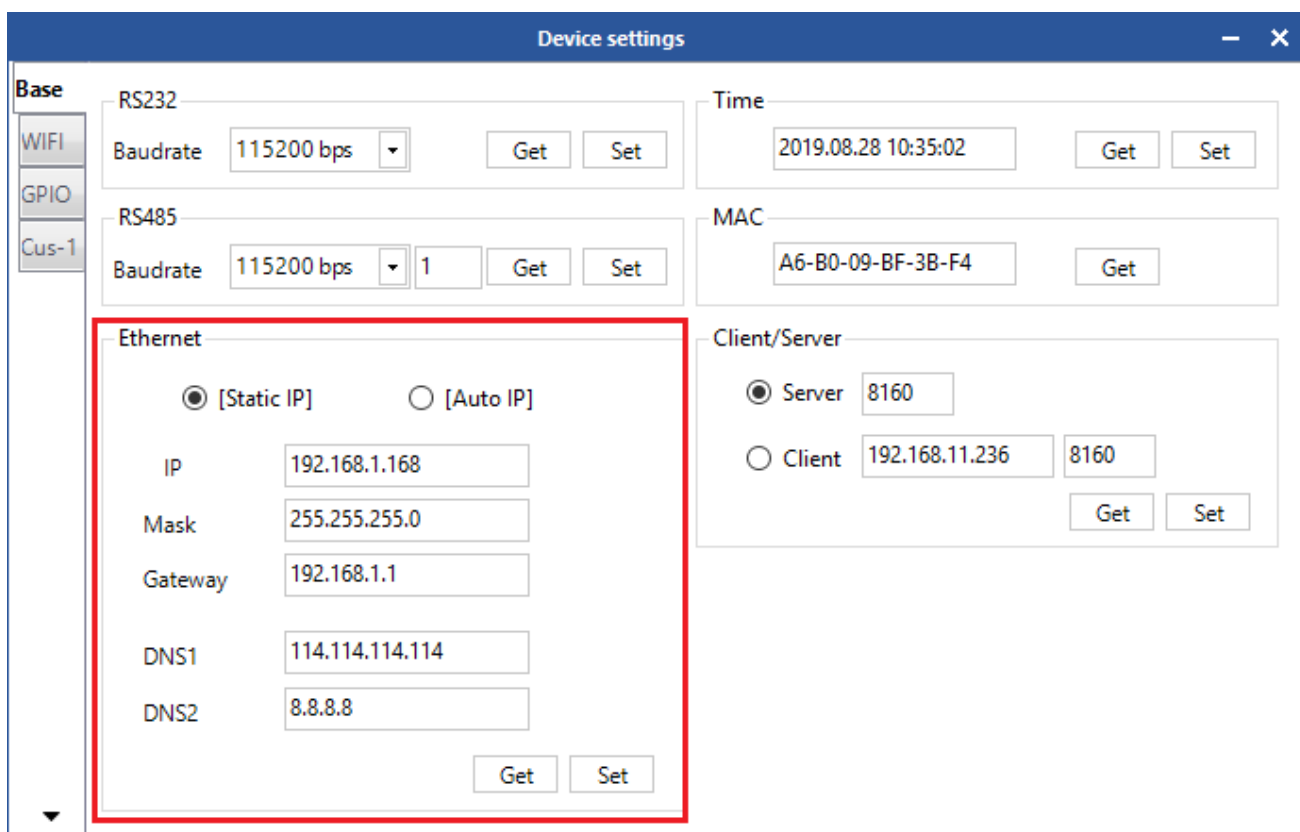 Device settings
Base
WIFI
GPIO
Cus-1
RS232
Baudrate 115200 bps Get Set
Time
2019.08.28 10:35:02 Get Set
RS485
Baudrate 115200 bps 1 Get Set
MAC
A6-B0-09-BF-3B-F4 Get
Ethernet
[Static IP] [Auto IP]
IP 192.168.1.168
Mask 255.255.255.0
Gateway 192.168.1.1
DNS1 114.114.114.114
DNS2 8.8.8.8
Get Set
Client/Server
Server 8160
Client 192.168.11.236 8160
Get Set